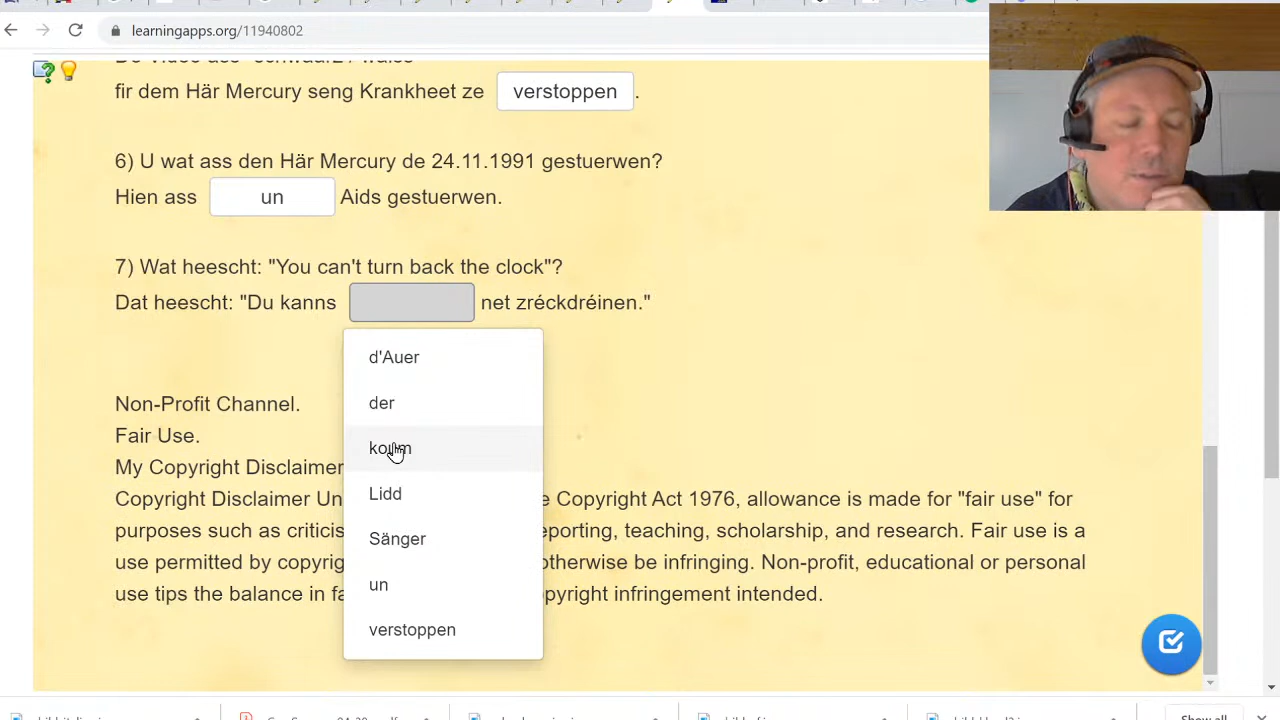 learningapps.org/11940802
fir dem Här Mercury seng Krankheet ze verstoppen.
6) U wat ass den Här Mercury de 24.11.1991 gestuerwen?
Hien ass un Aids gestuerwen.
7) Wat heescht: "You can't turn back the clock"?
Dat heescht: "Du kanns net zréckdréinen."
d'Auer
der
Lidd
Sänger
un
verstoppen
Non-Profit Channel.
Fair Use.
My Copyright Disclaimer
Copyright Disclaimer Un Copyright Act 1976, allowance is made for "fair use" for
purposes such as criticis eporting, teaching, scholarship, and research. Fair use is a
use permitted by copyrig otherwise be infringing. Non-profit, educational or personal
use tips the balance in fa opyright infringement intended.
Show all